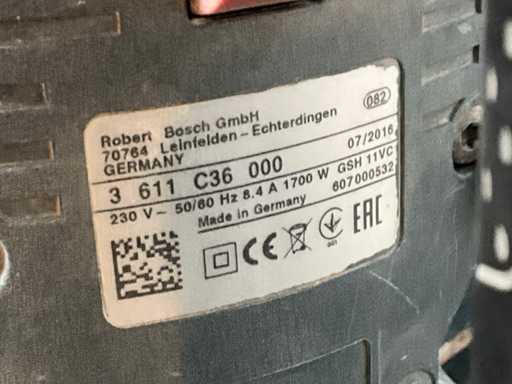 Robert Bosch GmbH
082
70764 Leinfelden - Echterdingen
GERMANY
07/2016
3 611 C36 000
230 V~ 50/60 Hz 8.4 A 1700 W GSH 11VC
Made in Germany
607000532
CE
EAC